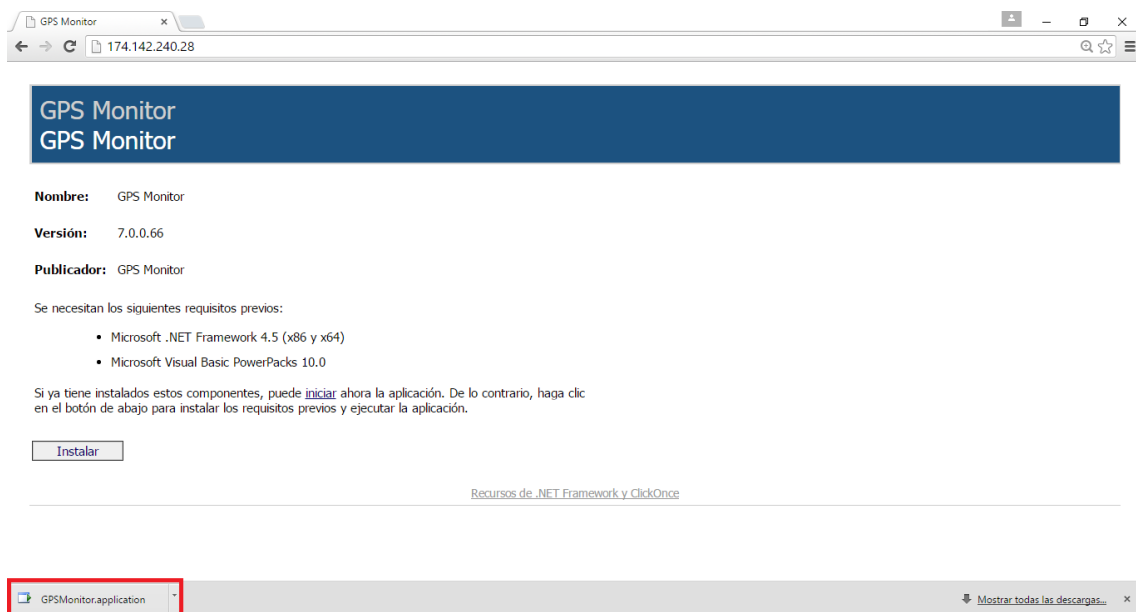 GPS Monitor
174.142.240.28
GPS Monitor
GPS Monitor
Nombre: GPS Monitor
Versión: 7.0.0.66
Publicador: GPS Monitor
Se necesitan los siguientes requisitos previos:
• Microsoft .NET Framework 4.5 (x86 y x64)
• Microsoft Visual Basic PowerPacks 10.0
Si ya tiene instalados estos componentes, puede iniciar ahora la aplicación. De lo contrario, haga clic
en el botón de abajo para instalar los requisitos previos y ejecutar la aplicación.
Instalar
Recursos de .NET Framework y ClickOnce
GPSMonitor.application Mostrar todas las descargas...